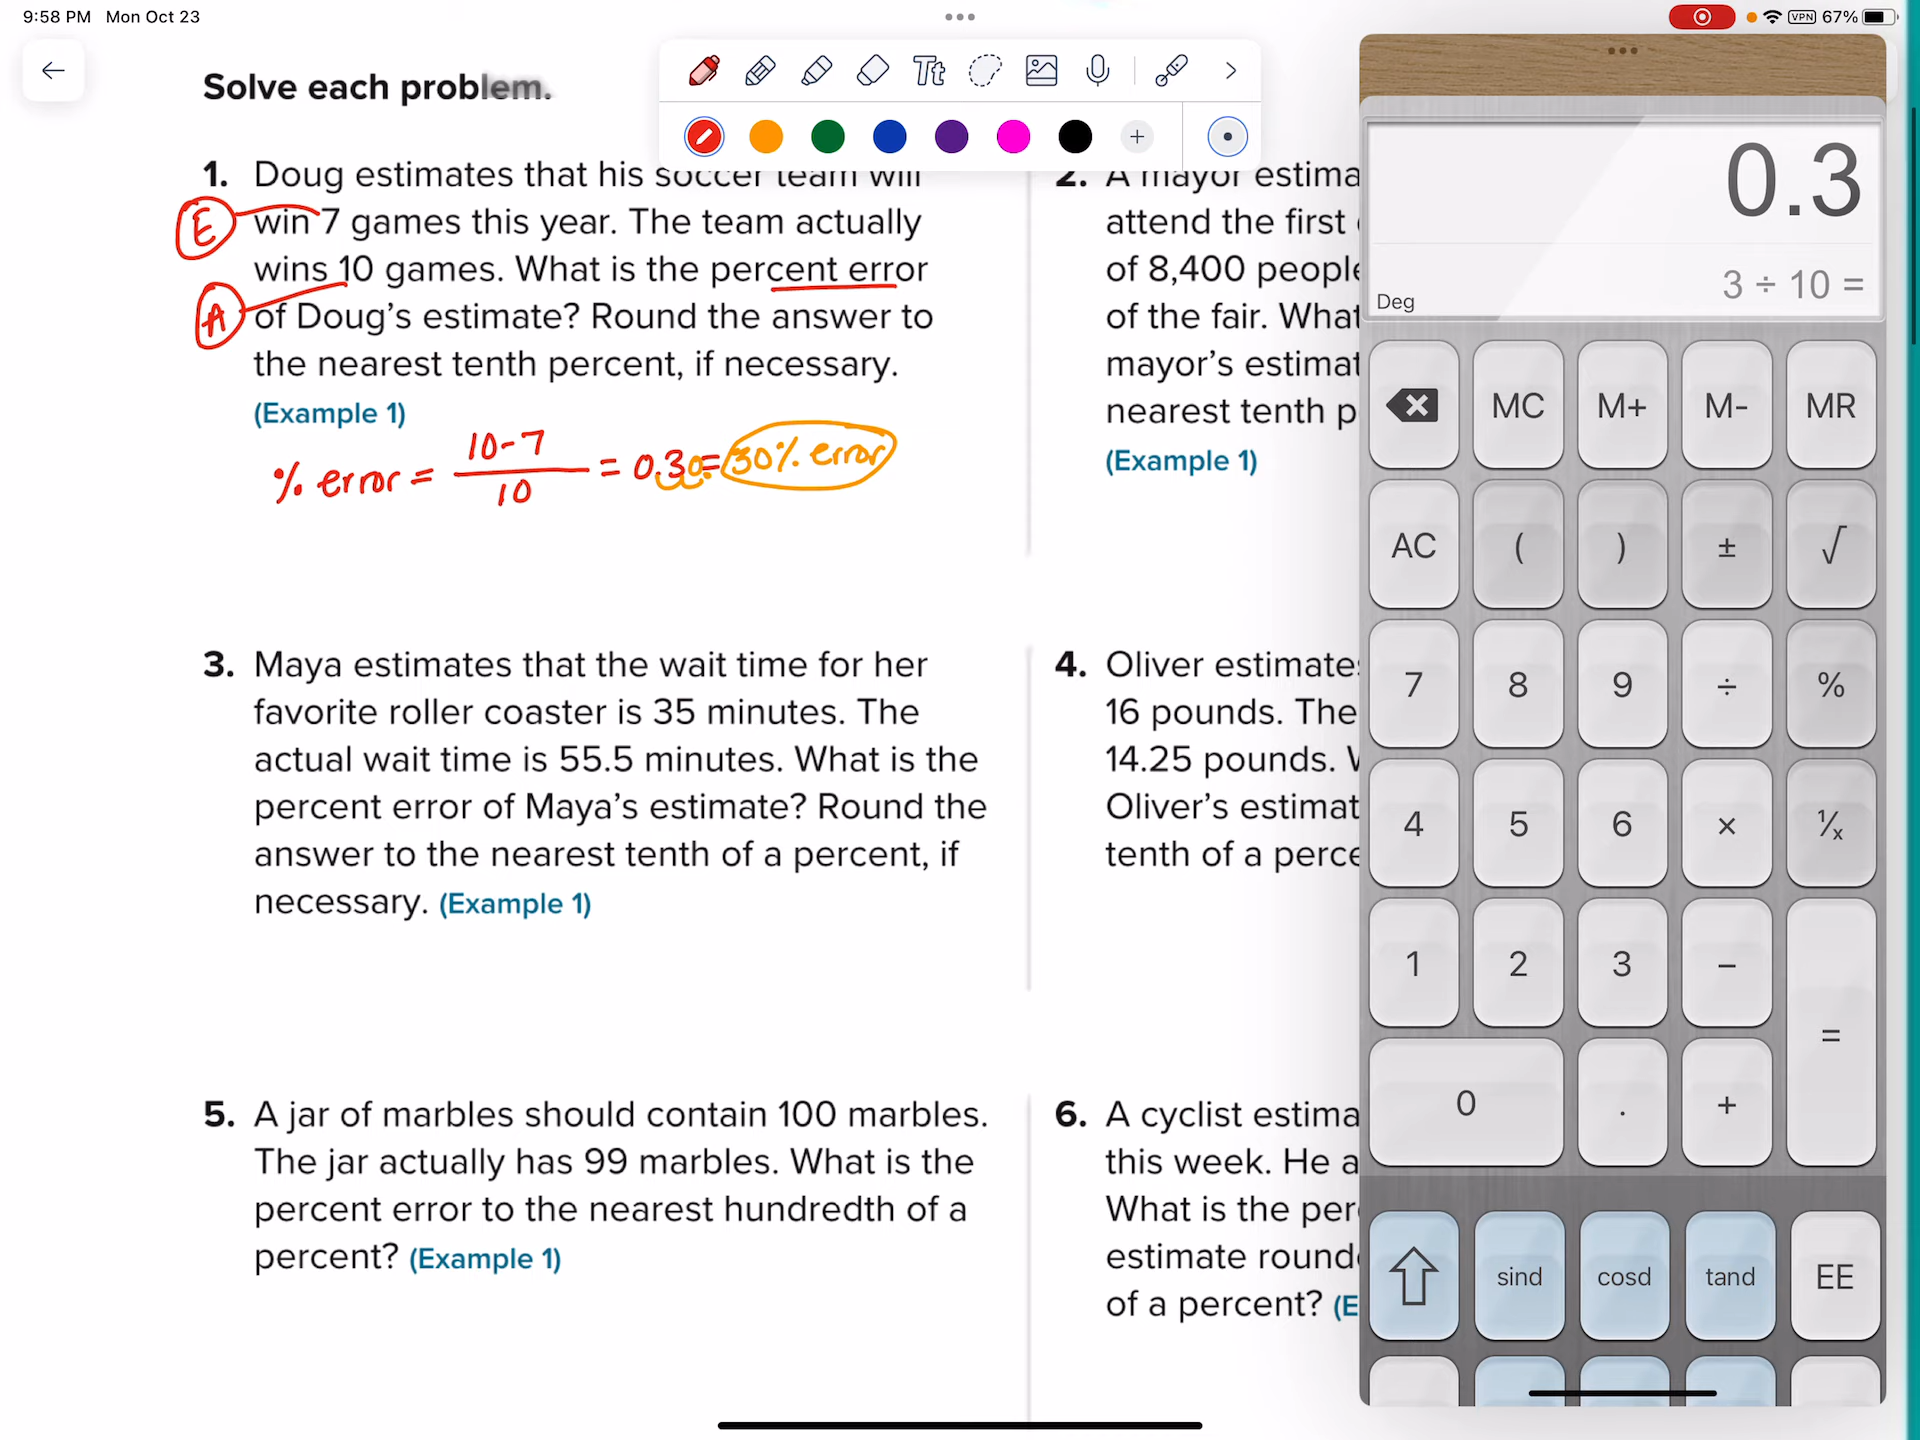 9:58 PM Mon Oct 23
VPN 67%
Solve each problem.
Tt
1. Doug estimates that his soccer team will
win 7 games this year. The team actually
wins 10 games. What is the percent error
of Doug's estimate? Round the answer to
the nearest tenth percent, if necessary.
(Example 1)
E
A
% error = 10-7 / 10 = 0.30 = 30% error
2. A mayor estima
attend the first
of 8,400 people
of the fair. What
mayor's estimat
nearest tenth p
(Example 1)
3. Maya estimates that the wait time for her
favorite roller coaster is 35 minutes. The
actual wait time is 55.5 minutes. What is the
percent error of Maya's estimate? Round the
answer to the nearest tenth of a percent, if
necessary. (Example 1)
4. Oliver estimates
16 pounds. The
14.25 pounds. W
Oliver's estimat
tenth of a perce
5. A jar of marbles should contain 100 marbles.
The jar actually has 99 marbles. What is the
percent error to the nearest hundredth of a
percent? (Example 1)
6. A cyclist estima
this week. He a
What is the per
estimate rounde
of a percent? (E
0.3
3 ÷ 10 =
Deg
MC M+ M- MR
AC ( ) ± √
7 8 9 ÷ %
4 5 6 × 1/x
1 2 3 −
=
0 . +
sind cosd tand EE